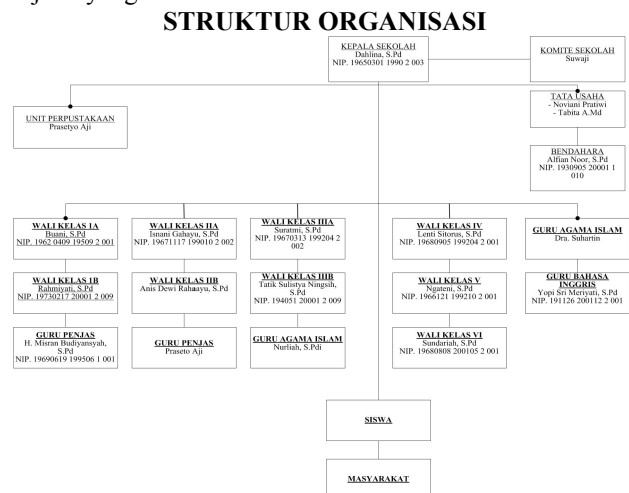 STRUKTUR ORGANISASI
KEPALA SEKOLAH
Dahlina, S.Pd
NIP. 19650301 1990 2 003
KOMITE SEKOLAH
Suwaji
UNIT PERPUSTAKAAN
Prasetyo Aji
TATA USAHA
- Noviani Pratiwi
- Tabita A.Md
BENDAHARA
Alfian Noor, S.Pd
NIP. 1930905 20001 1
010
WALI KELAS 1A
Buani, S.Pd
NIP. 1962 0409 19509 2 001
WALI KELAS IIA
Isnani Gahayu, S.Pd
NIP. 19671117 199010 2 002
WALI KELAS IIIA
Suratmi, S.Pd
NIP. 19670313 199204 2
002
WALI KELAS IV
Lenti Sitorus, S.Pd
NIP. 19680905 199204 2 001
GURU AGAMA ISLAM
Dra. Suhartin
WALI KELAS 1B
Rahmiyati, S.Pd
NIP. 19730217 20001 2 009
WALI KELAS IIB
Anis Dewi Rahaayu, S.Pd
WALI KELAS IIIB
Tatik Sulistya Ningsih,
S.Pd
NIP. 194051 20001 2 009
WALI KELAS V
Ngateni, S.Pd
NIP. 1966121 199210 2 001
GURU BAHASA
INGGRIS
Yopi Sri Meriyati, S.Pd
NIP. 191126 200112 2 001
GURU PENJAS
H. Misran Budiyansyah,
S.Pd
NIP. 19690619 199506 1 001
GURU PENJAS
Praseto Aji
GURU AGAMA ISLAM
Nurliah, S.Pdi
WALI KELAS VI
Sundariah, S.Pd
NIP. 19680808 200105 2 001
SISWA
MASYARAKAT